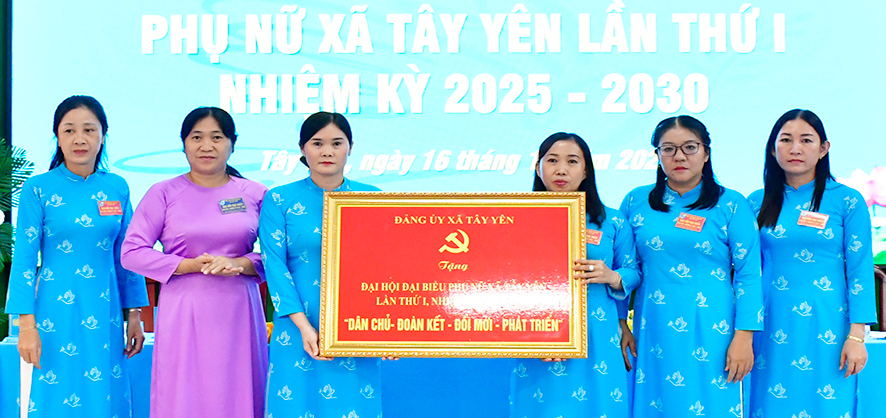 PHỤ NỮ XÃ TÂY YÊN LẦN THỨ I
NHIỆM KỲ 2025 - 2030
Tây ngày 16 tháng
ĐẢNG ỦY XÃ TÂY YÊN
Tặng
ĐẠI HỘI ĐẠI BIỂU PHỤ NỮ XÃ TÂY YÊN
LẦN THỨ I,
"DÂN CHỦ- ĐOÀN KẾT - ĐỔI MỚI - PHÁT TRIỂN"